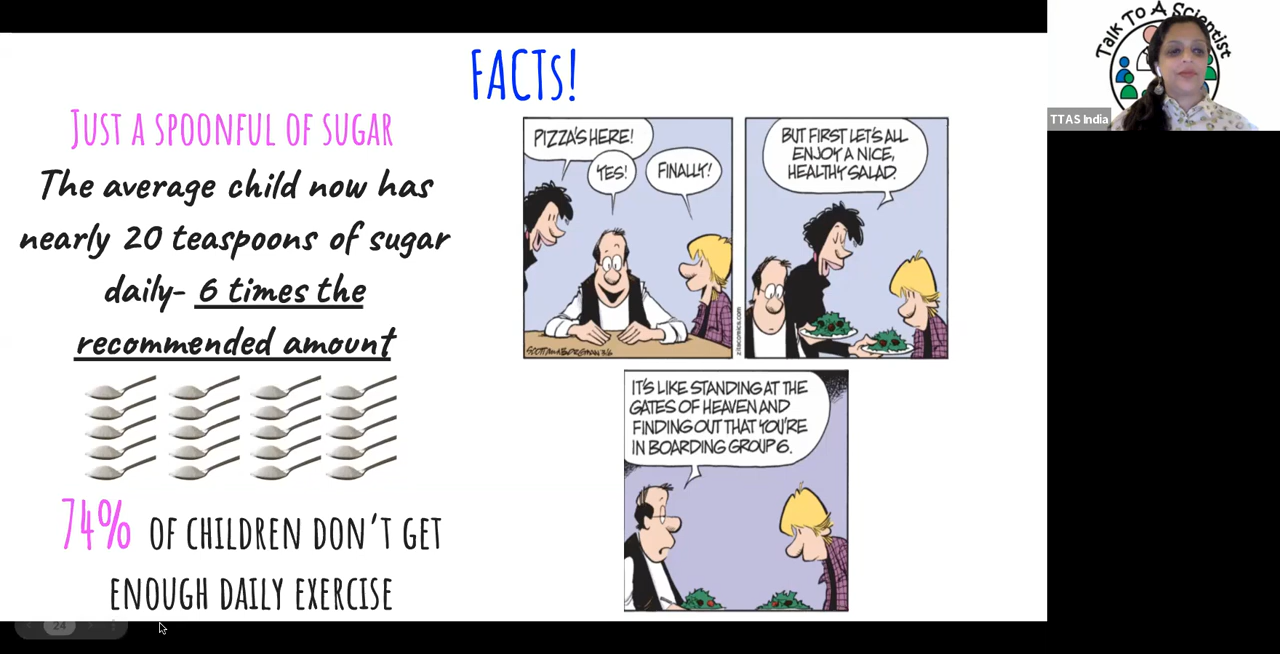 FACTs!
JUST A SPOONFUL OF SUGAR
The average child now has
nearly 20 teaspoons of sugar
daily- 6 times the
recommended amount
74% OF CHILDREN DON'T GET
ENOUGH DAILY EXERCISE
PIZZA'S HERE!
YES!
FINALLY!
BUT FIRST LET'S ALL
ENJOY A NICE,
HEALTHY SALAD.
zitscomics.com
IT'S LIKE STANDING AT THE
GATES OF HEAVEN AND
FINDING OUT THAT YOU'RE
IN BOARDING GROUP 6.
Talk To A Scientist
TTAS India
24